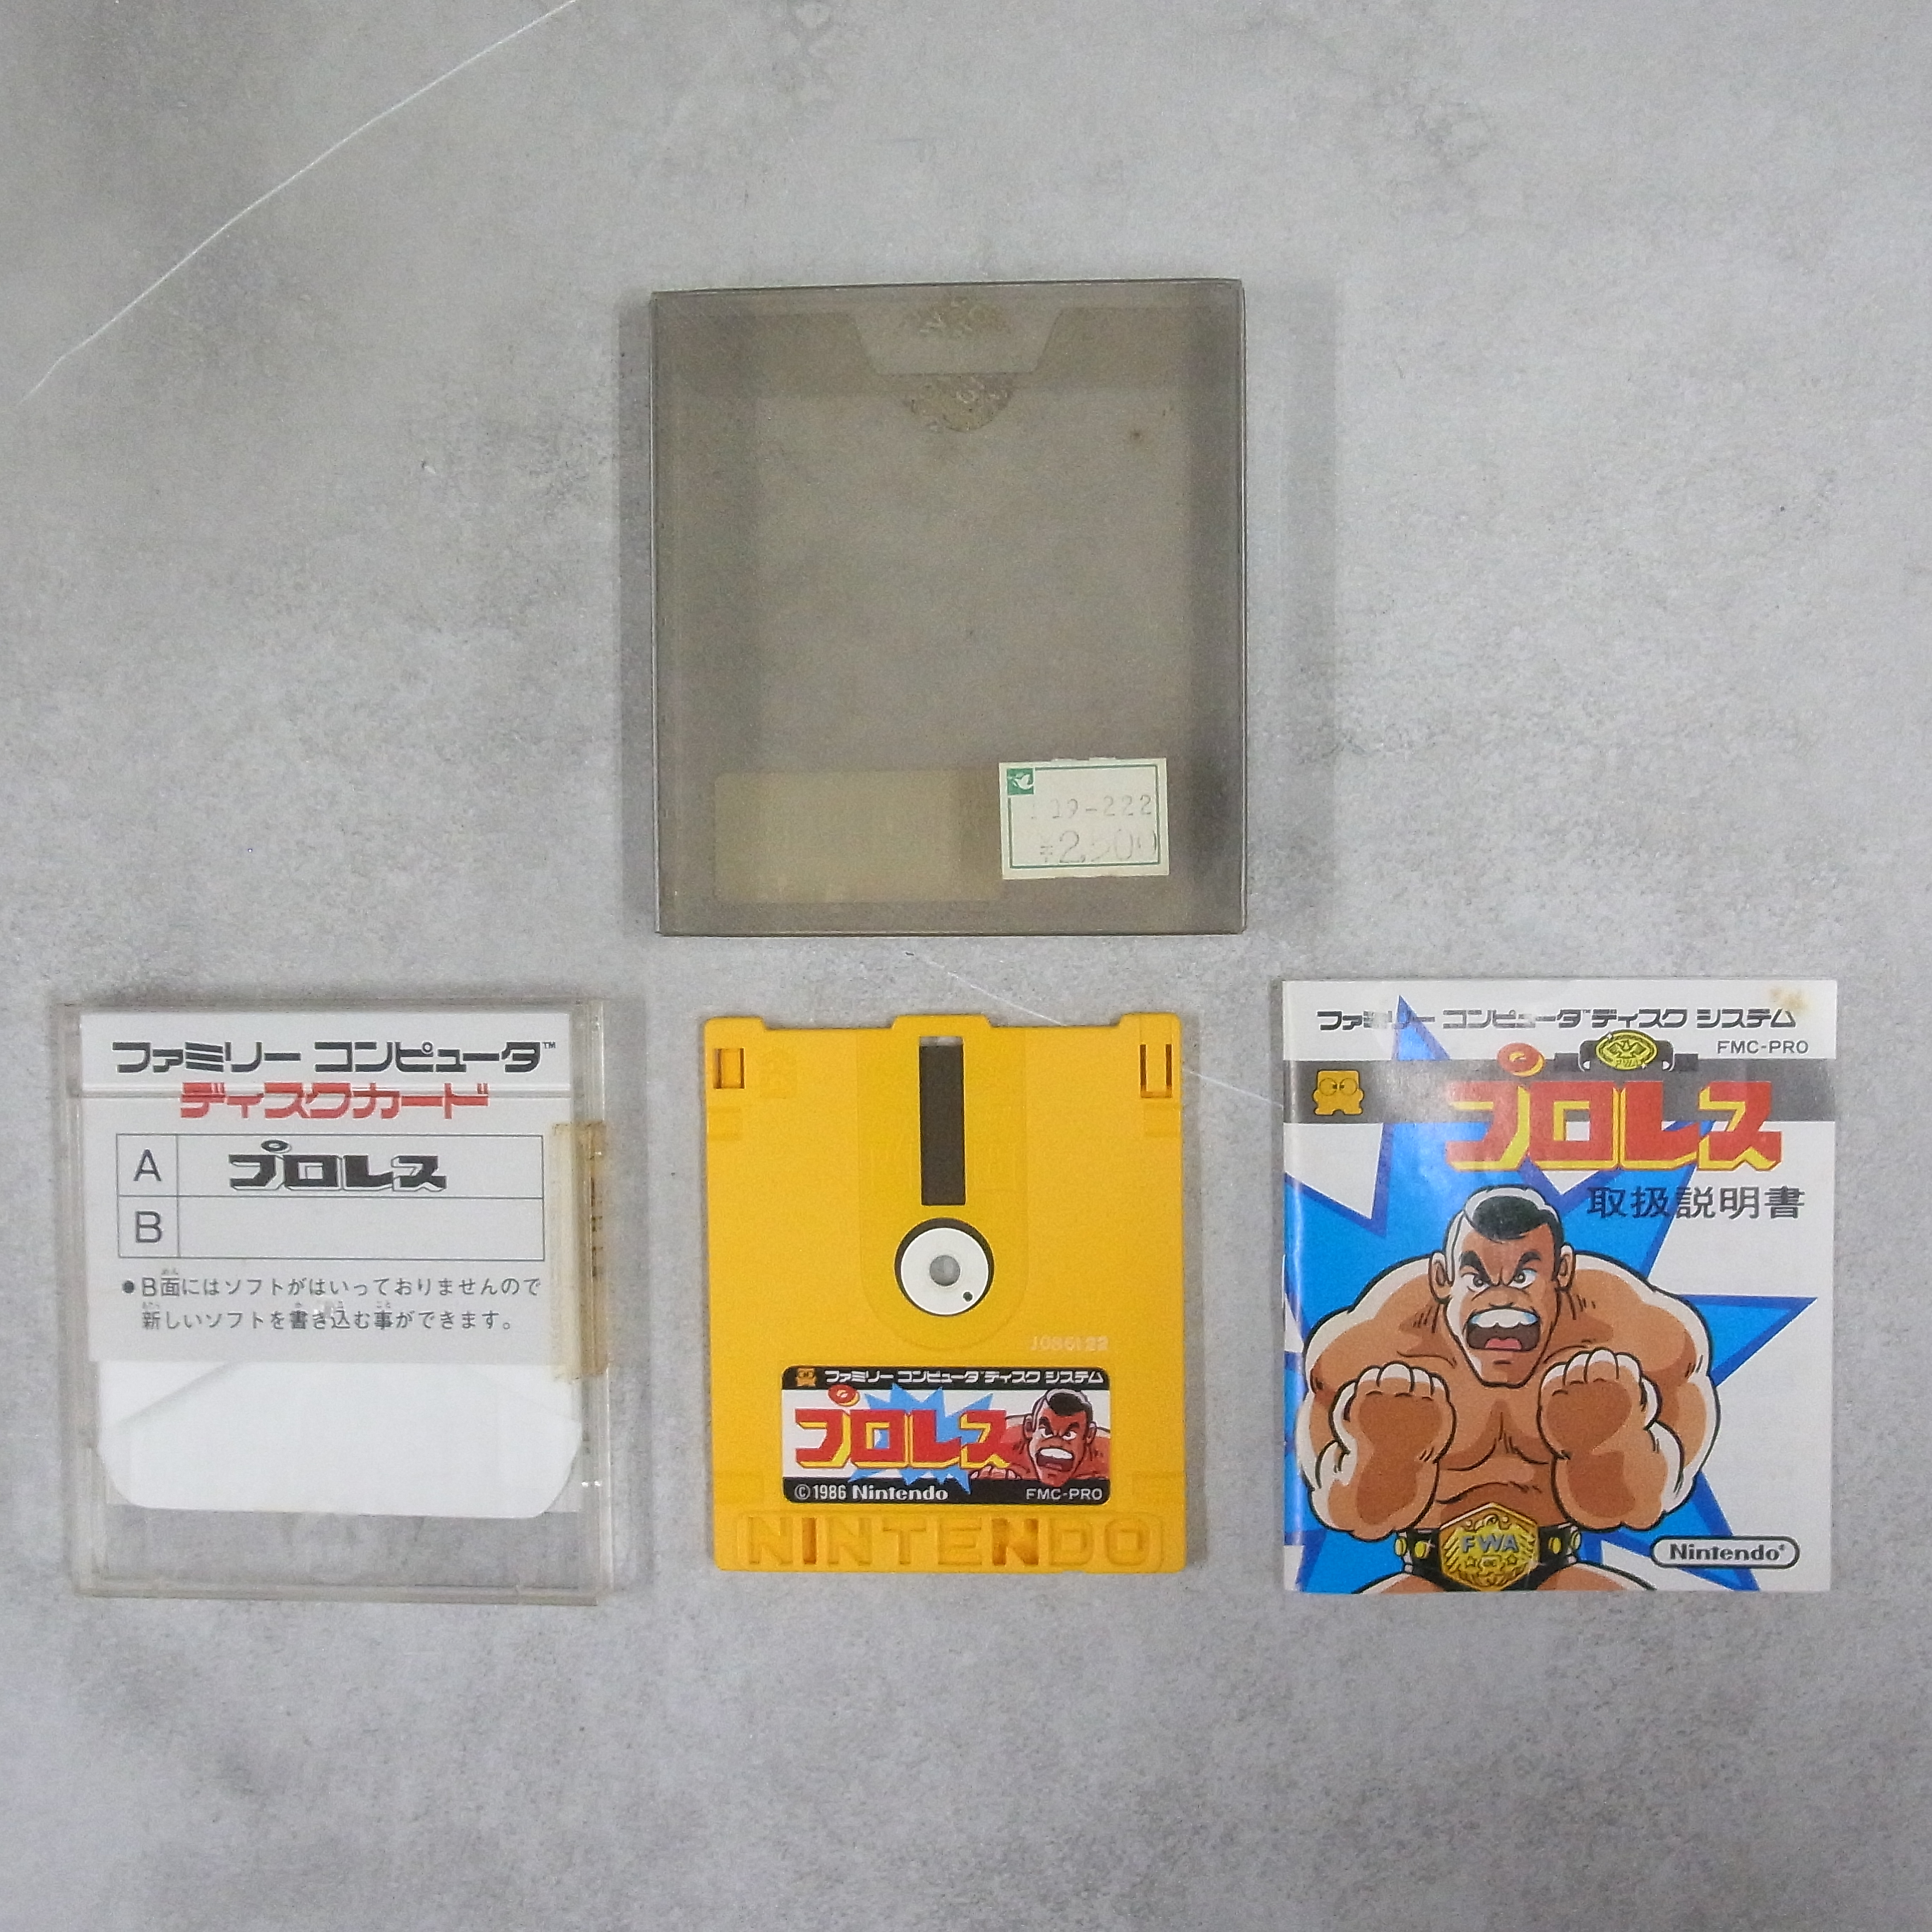 19-222
¥2,500
ファミリー コンピュータ™
ディスクカード
A プロレス
B
●B面にはソフトがはいっておりませんので
新しいソフトを書き込む事ができます。
1086122
ファミリー コンピュータ ディスク システム
プロレス
©1986 Nintendo FMC-PRO
NINTENDO
ファミリー コンピュータ™ディスク システム
FMC-PRO
プロレス
取扱説明書
FWA
Nintendo®